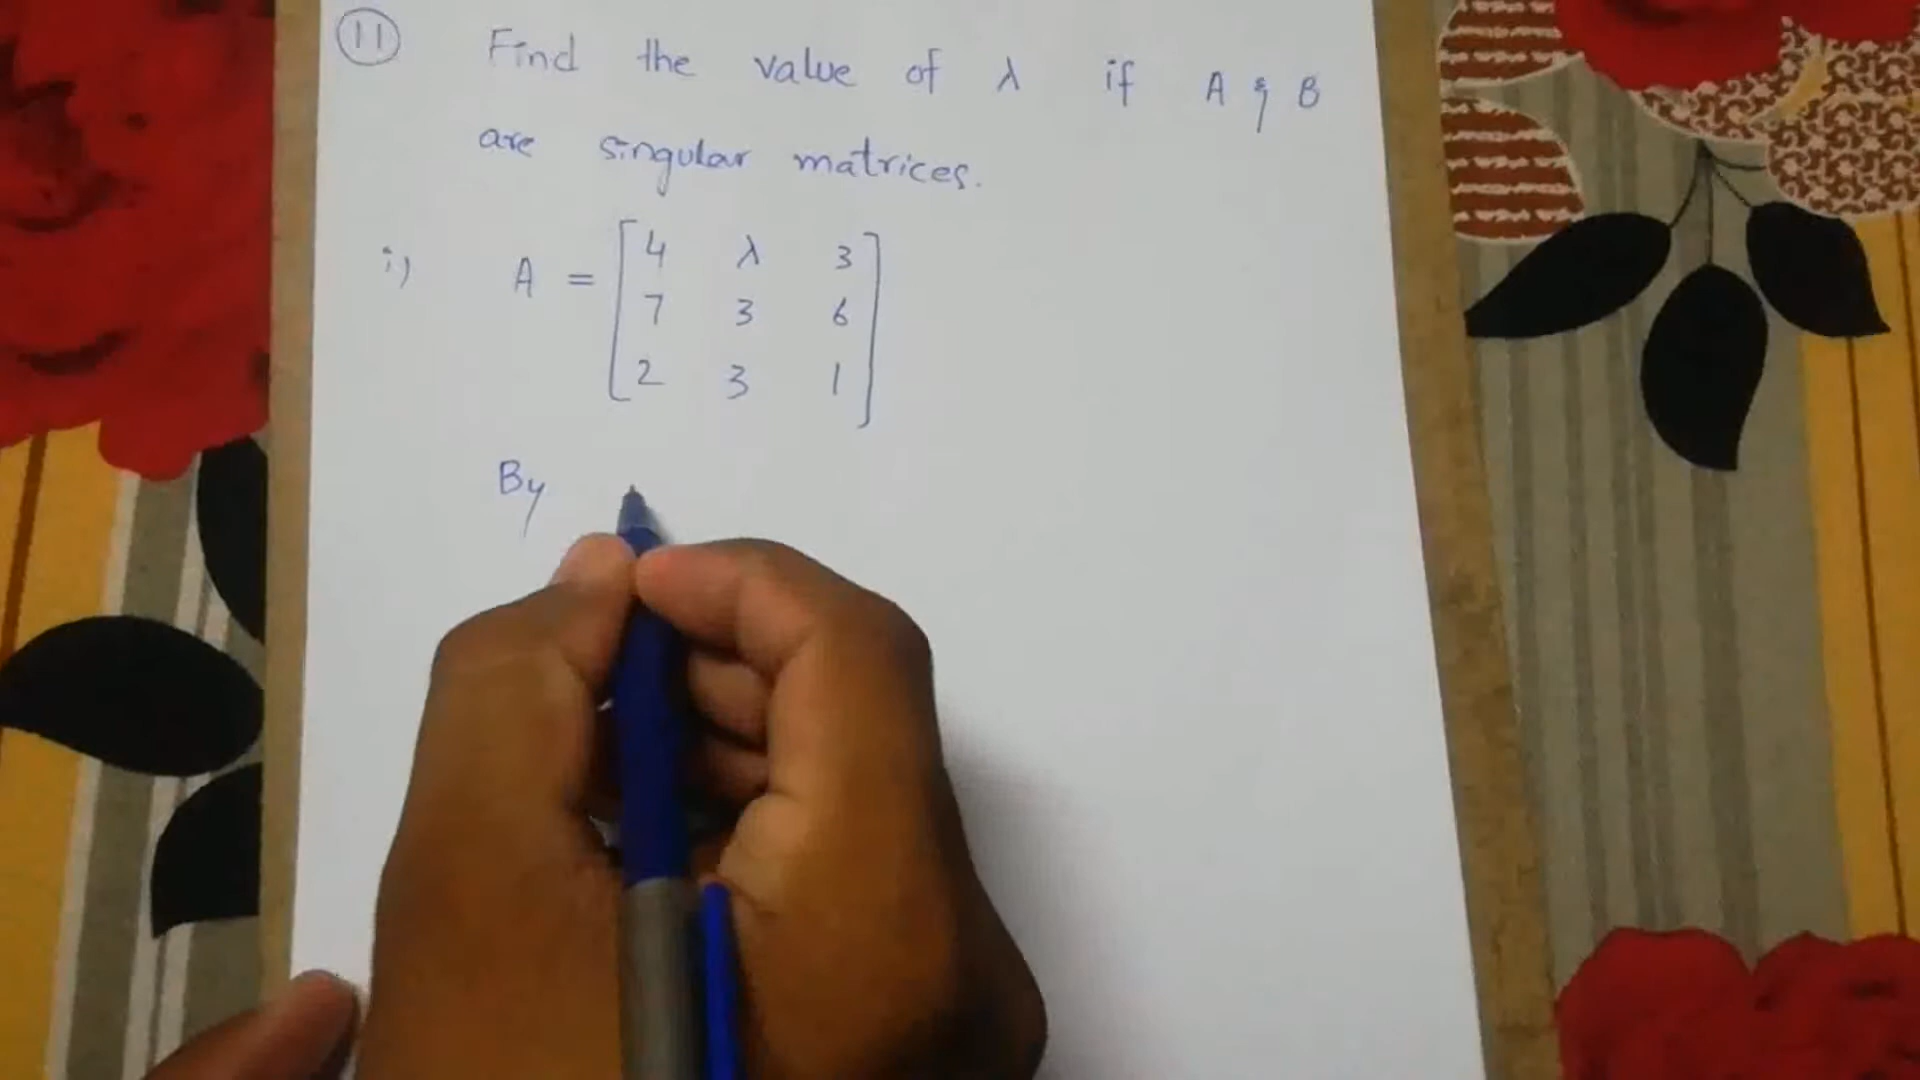 11 Find the value of λ if A & B
are singular matrices.
i) A = [4 λ 3
7 3 6
2 3 1]
By